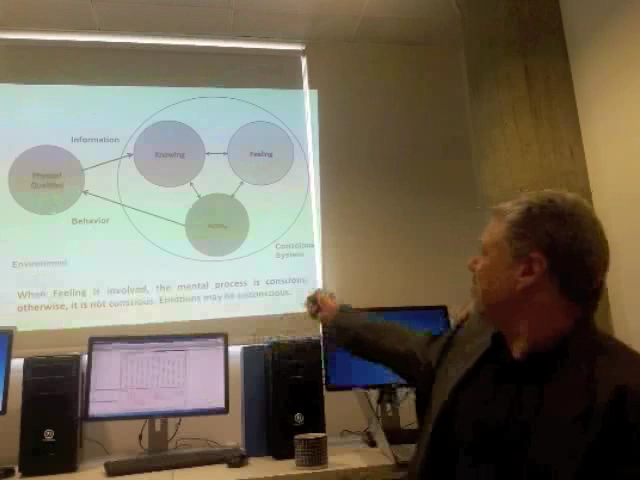 Information
Knowing
Feeling
Physical
Qualities
Acting
Behavior
Conscious
System
Environment
When Feeling is involved, the mental process is conscious,
otherwise, it is not conscious. Emotions may be unconscious.